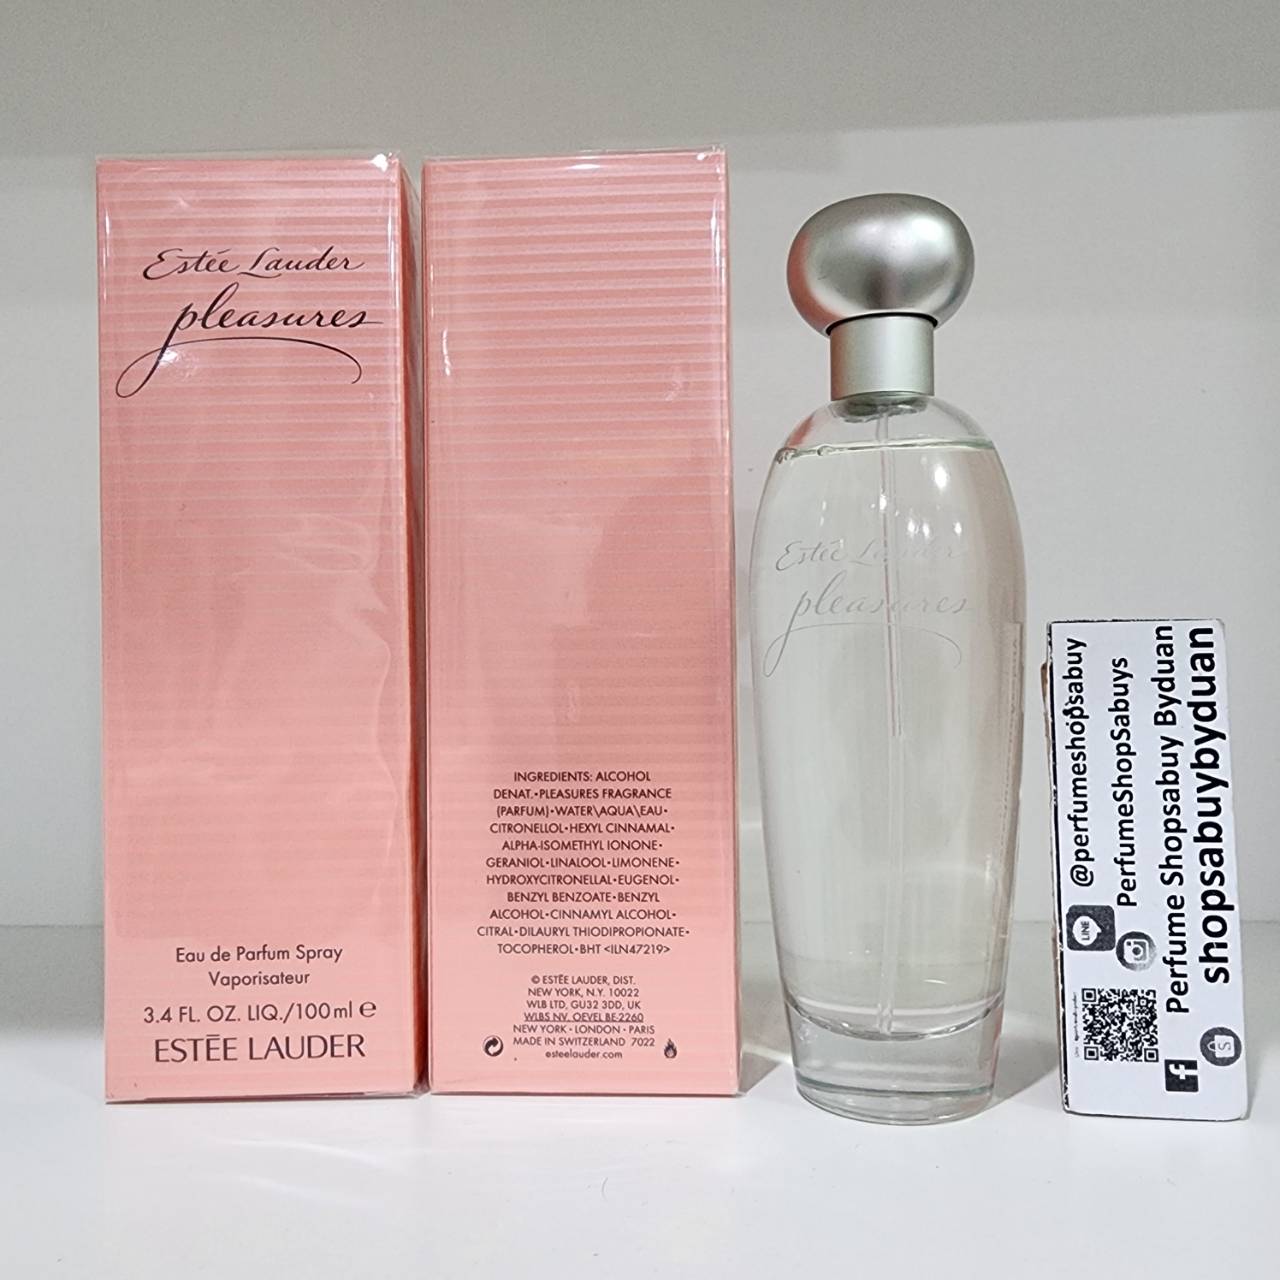 Estée Lauder
pleasures
Eau de Parfum Spray
Vaporisateur
3.4 FL. OZ. LIQ./100ml ℮
ESTĒE LAUDER
INGREDIENTS: ALCOHOL
DENAT.•PLEASURES FRAGRANCE
(PARFUM)•WATER\AQUA\EAU•
CITRONELLOL•HEXYL CINNAMAL•
ALPHA-ISOMETHYL IONONE•
GERANIOL•LINALOOL•LIMONENE•
HYDROXYCITRONELLAL•EUGENOL•
BENZYL BENZOATE•BENZYL
ALCOHOL•CINNAMYL ALCOHOL•
CITRAL•DILAURYL THIODIPROPIONATE•
TOCOPHEROL•BHT <ILN47219>
© ESTĒE LAUDER, DIST.
NEW YORK, N.Y. 10022
WLB LTD, GU32 3DD, UK
WLBS NV, OEVEL BE-2260
NEW YORK • LONDON • PARIS
MADE IN SWITZERLAND 7022
esteelauder.com
Estée Lauder
pleasures
LINE @perfumeshopsabuy
PerfumeShopSabuys
Perfume Shopsabuy Byduan
shopsabuybyduan